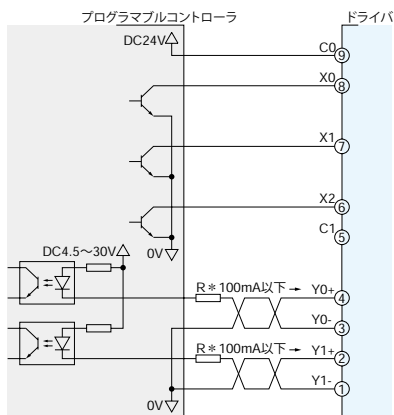 プログラマブルコントローラ
ドライバ
DC24V
C0
9
X0
8
X1
7
X2
6
C1
5
0V
DC4.5～30V
R＊100mA以下→
Y0+
4
Y0-
3
R＊100mA以下→
Y1+
2
Y1-
1
0V